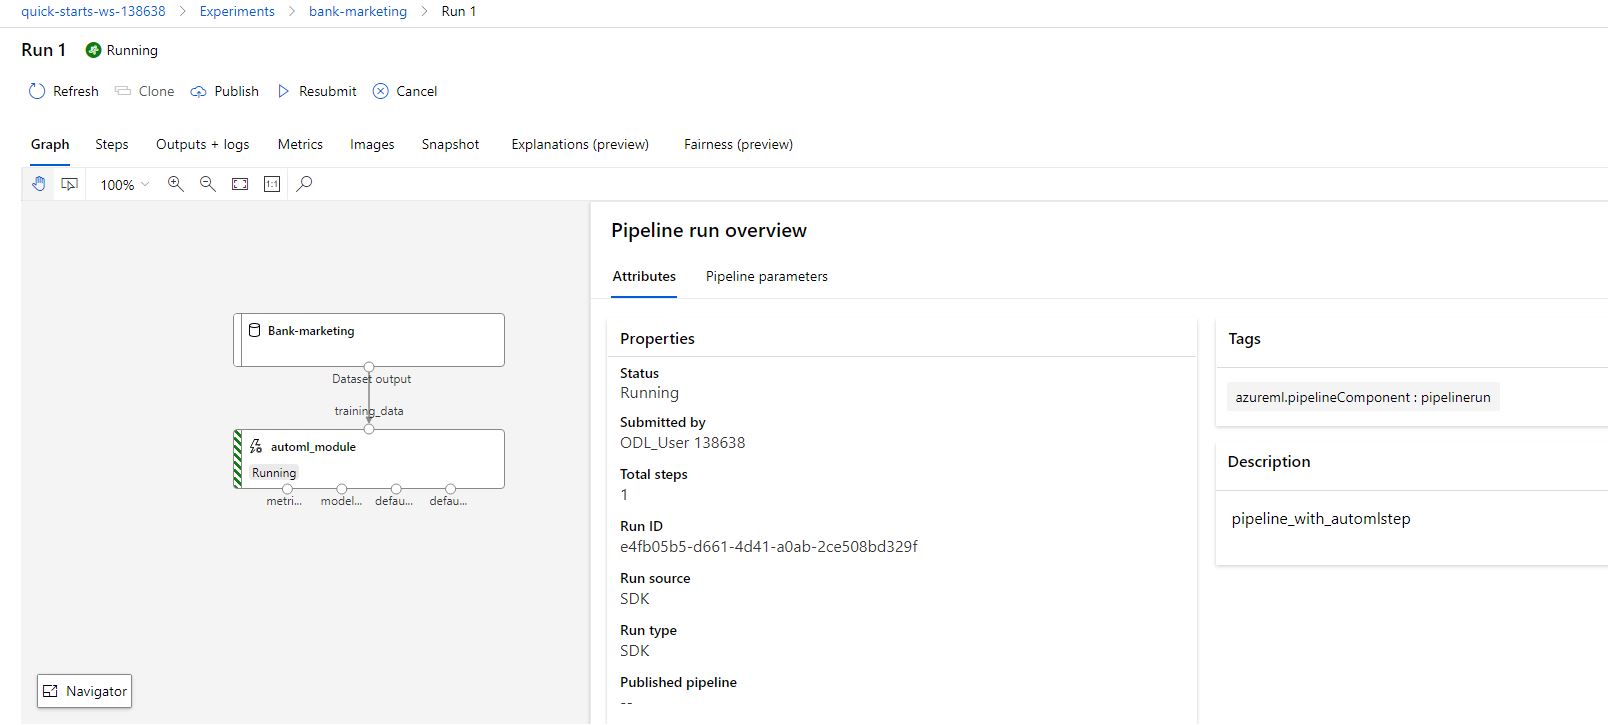 quick-starts-ws-138638 > Experiments > bank-marketing > Run 1
Run 1 Running
Refresh Clone Publish Resubmit Cancel
Graph Steps Outputs + logs Metrics Images Snapshot Explanations (preview) Fairness (preview)
100% 1:1
Bank-marketing
Dataset output
training_data
automl_module
Running
metri... model... defau... defau...
Navigator
Pipeline run overview
Attributes Pipeline parameters
Properties
Status
Running
Submitted by
ODL_User 138638
Total steps
1
Run ID
e4fb05b5-d661-4d41-a0ab-2ce508bd329f
Run source
SDK
Run type
SDK
Published pipeline
--
Tags
azureml.pipelineComponent : pipelinerun
Description
pipeline_with_automlstep